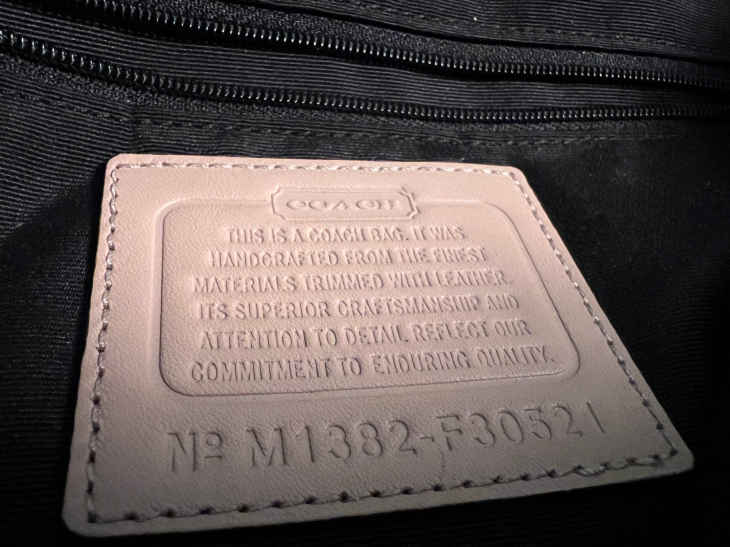 COACH
THIS IS A COACH BAG. IT WAS
HANDCRAFTED FROM THE FINEST
MATERIALS TRIMMED WITH LEATHER.
ITS SUPERIOR CRAFTSMANSHIP AND
ATTENTION TO DETAIL REFLECT OUR
COMMITMENT TO ENDURING QUALITY.
Nº M1382-F30521